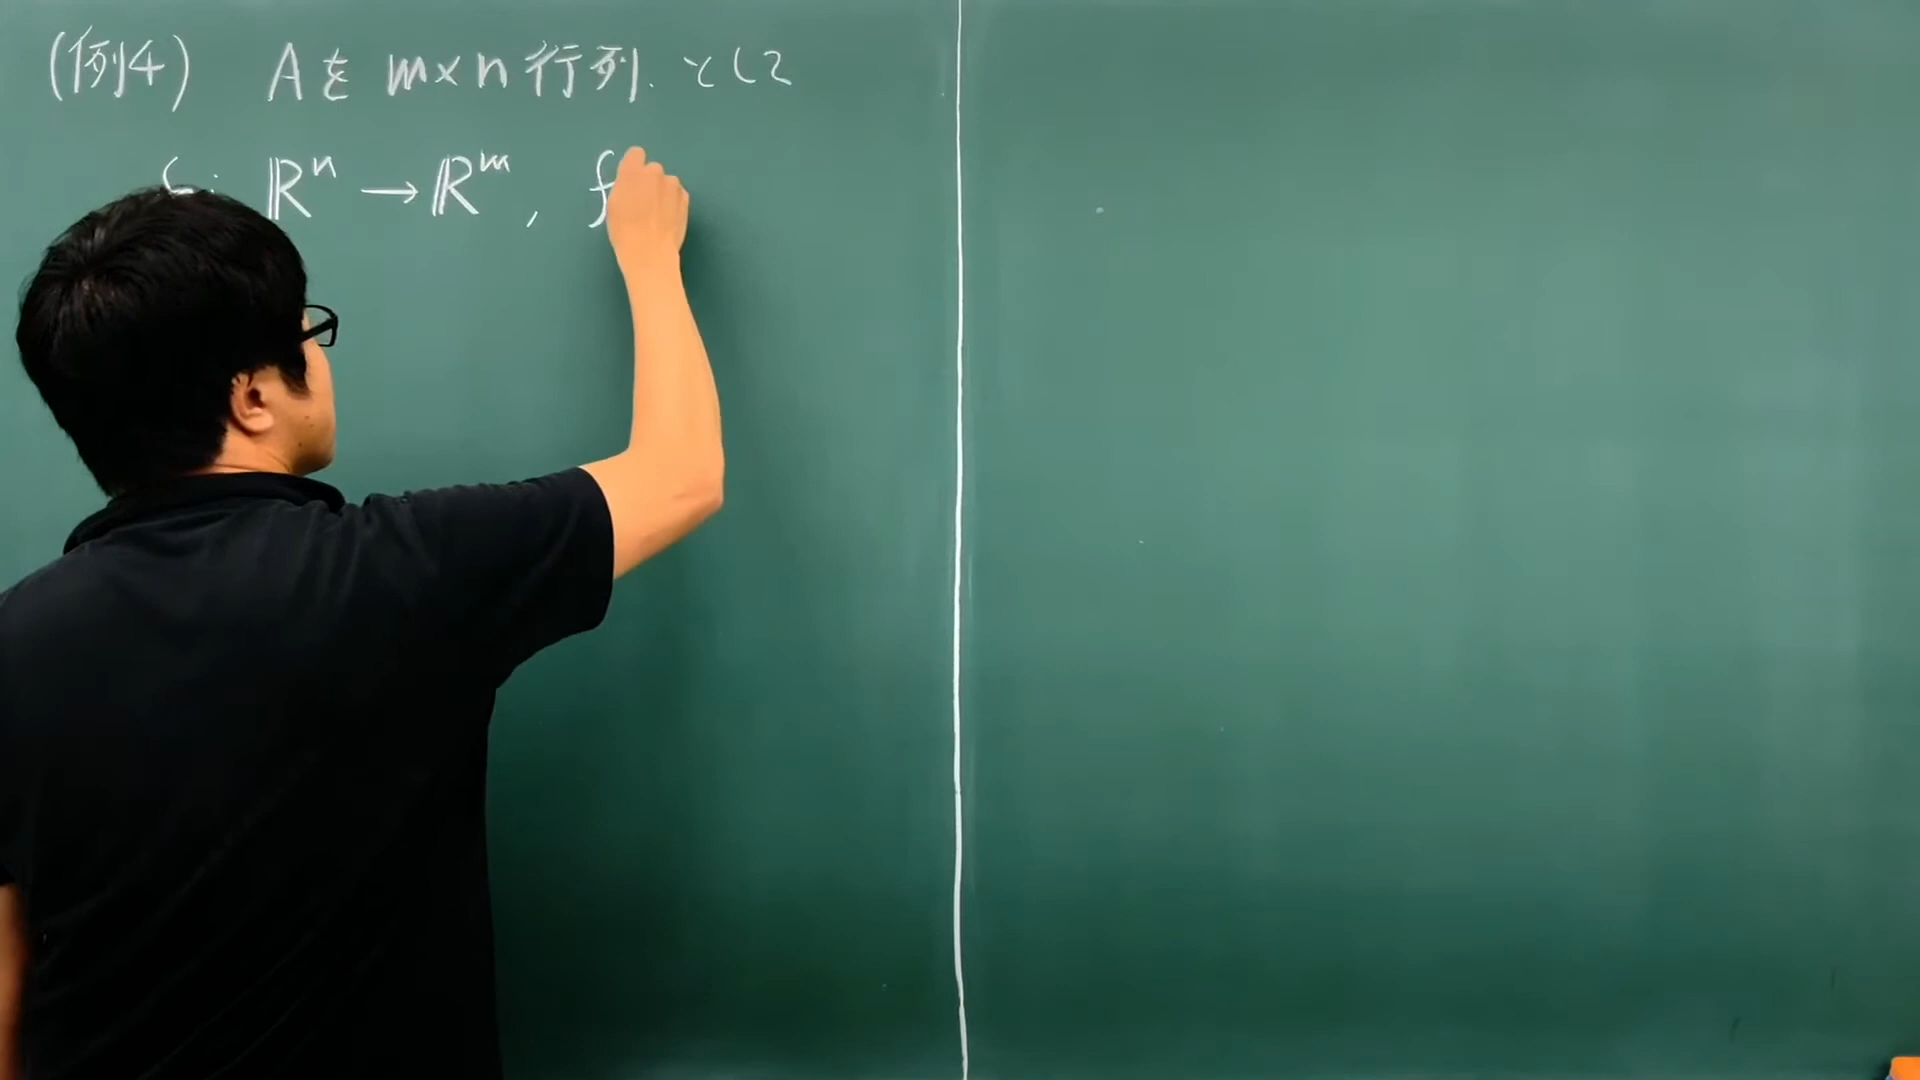 (例4) Aを m×n 行列. として
: ℝⁿ → ℝᵐ , f